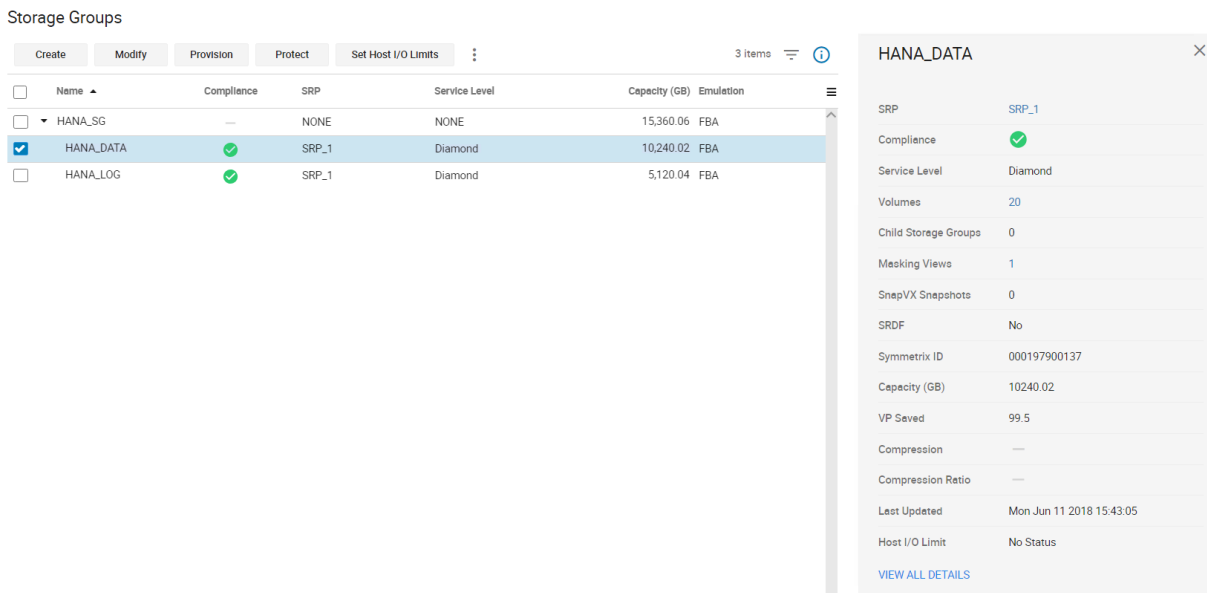 Storage Groups
Create Modify Provision Protect Set Host I/O Limits 3 items
Name Compliance SRP Service Level Capacity (GB) Emulation
HANA_SG — NONE NONE 15,360.06 FBA
HANA_DATA SRP_1 Diamond 10,240.02 FBA
HANA_LOG SRP_1 Diamond 5,120.04 FBA
HANA_DATA
SRP SRP_1
Compliance
Service Level Diamond
Volumes 20
Child Storage Groups 0
Masking Views 1
SnapVX Snapshots 0
SRDF No
Symmetrix ID 000197900137
Capacity (GB) 10240.02
VP Saved 99.5
Compression —
Compression Ratio —
Last Updated Mon Jun 11 2018 15:43:05
Host I/O Limit No Status
VIEW ALL DETAILS